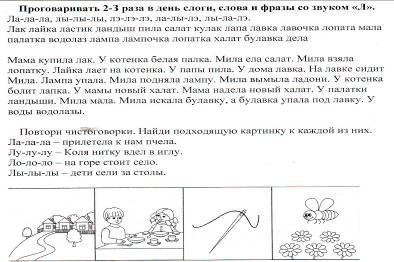 Проговаривать 2-3 раза в день слоги, слова и фразы со звуком «Л».
Ла-ла-ла, лы-лы-лы, лэ-лэ-лэ, ла-лы-лэ, лы-ла-лэ.
Лак лайка ластик ландыш пила салат кулак лапа лавка лавочка лопата мала
палатка водолаз лампа лампочка лопатка халат булавка дела
Мама купила лак. У котенка белая палка. Мила ела салат. Мила взяла
лопатку. Лайка лает на котенка. У папы пила. У дома лавка. На лавке сидит
Мила. Лампа упала. Мила подняла лампу. Мила вымыла ладони. У котенка
болит лапка. У мамы новый халат. Мама надела новый халат. У палатки
ландыши. Мила мала. Мила искала булавку, а булавка упала под лавку. У
воды водолазы.
Повтори чистоговорки. Найди подходящую картинку к каждой из них.
Ла-ла-ла – прилетела к нам пчела.
Лу-лу-лу – Коля нитку вдел в иглу.
Ло-ло-ло – на горе стоит село.
Лы-лы-лы – дети сели за столы.